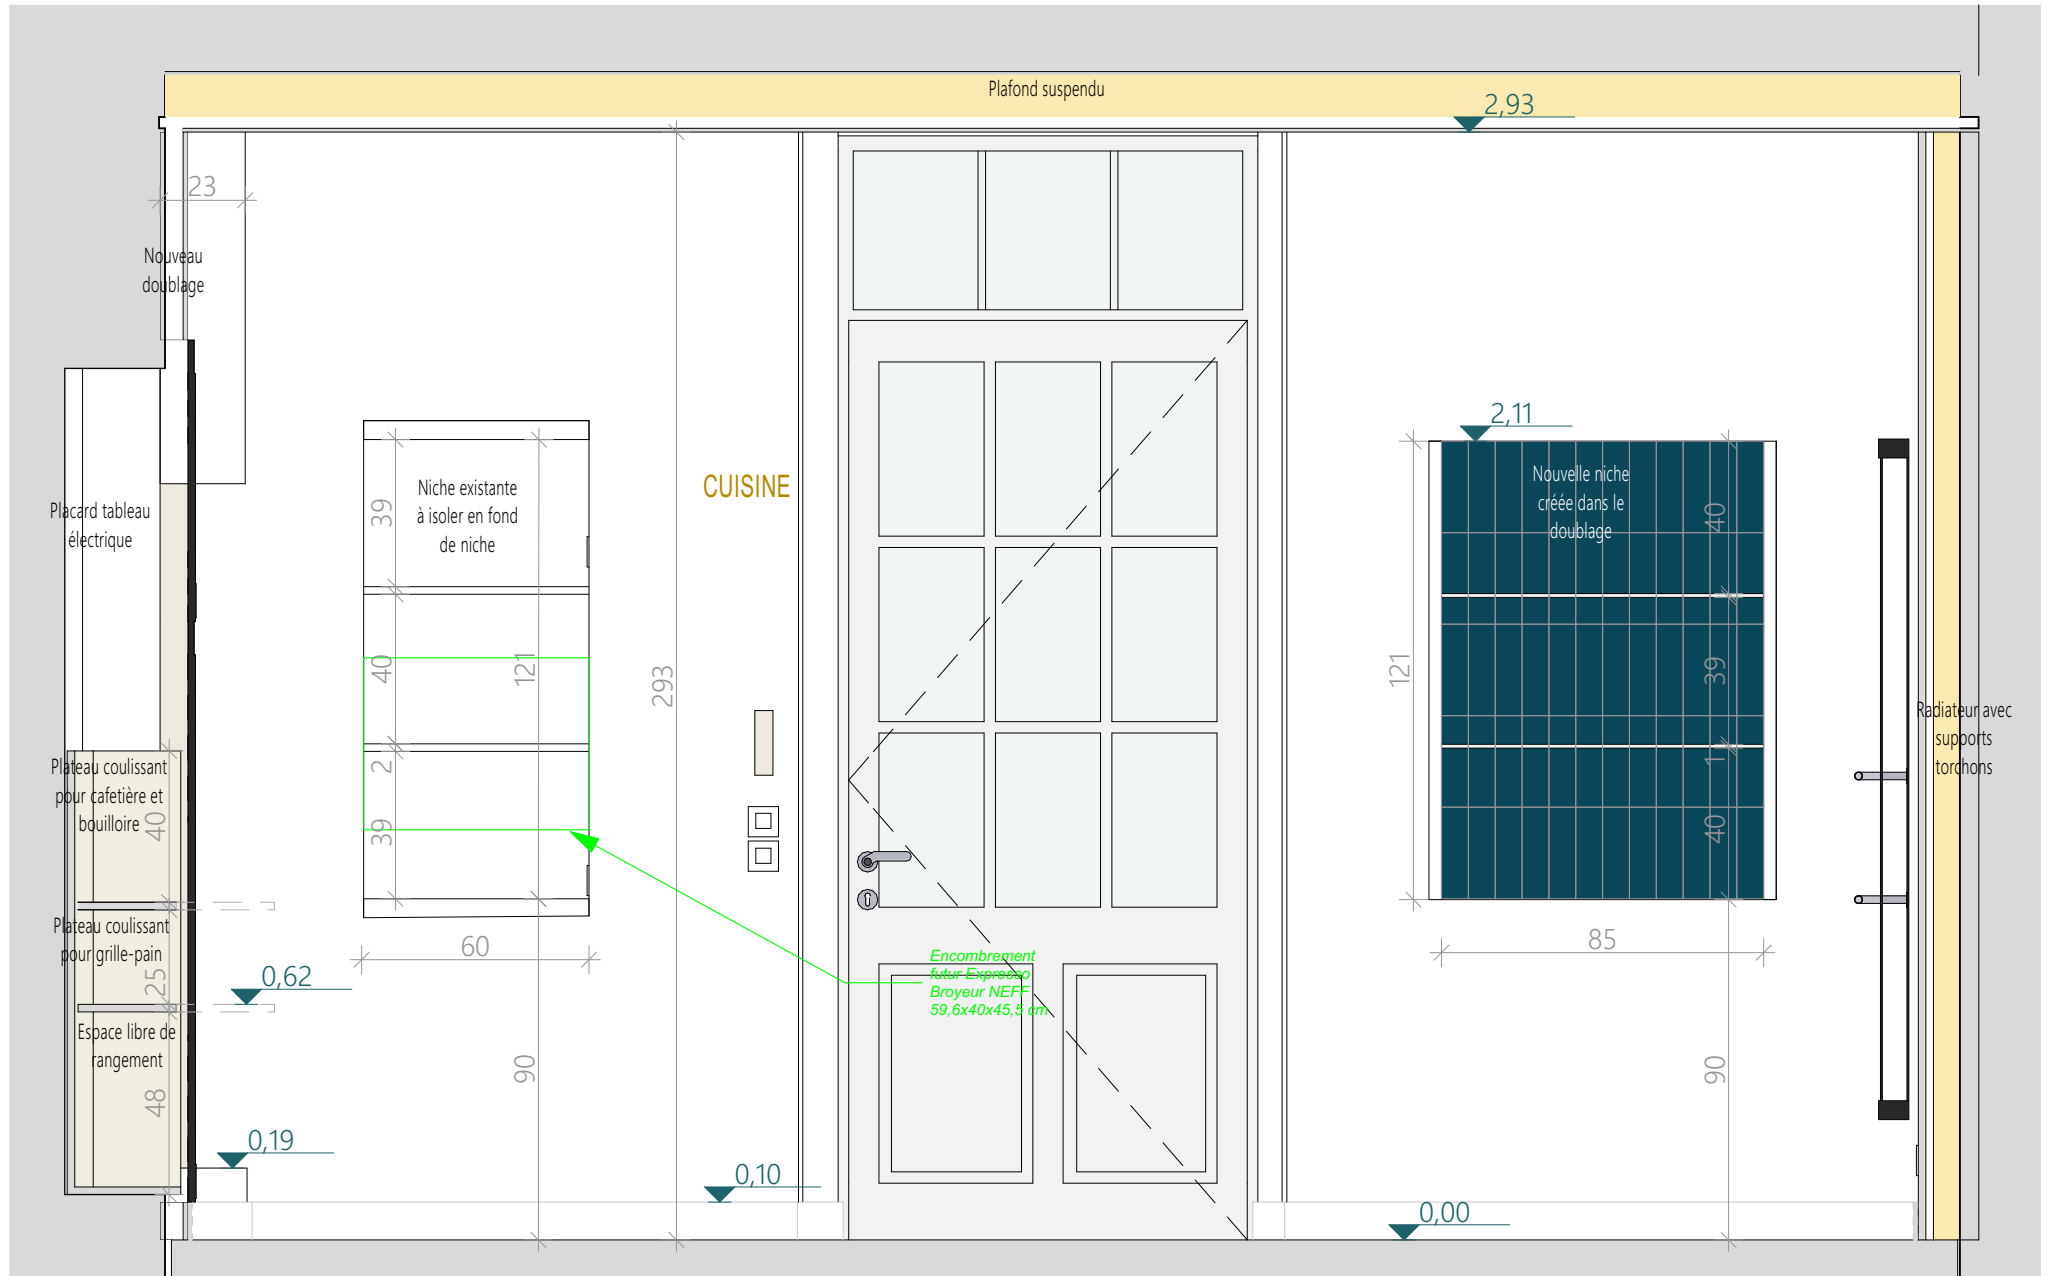 Plafond suspendu
2,93
23
Nouveau
doublage
2,11
Niche existante
à isoler en fond
de niche
CUISINE
Nouvelle niche
créée dans le
doublage
Placard tableau
électrique
39
40
2
39
121
293
121
40
39
1
40
Radiateur avec
supports
torchons
Plateau coulissant
pour cafetière et
bouilloire
40
Plateau coulissant
pour grille-pain
25
60
85
0,62
Encombrement
futur Expresso
Broyeur NEFF
59,6x40x45,5 cm
Espace libre de
rangement
48
90
90
0,19
0,10
0,00